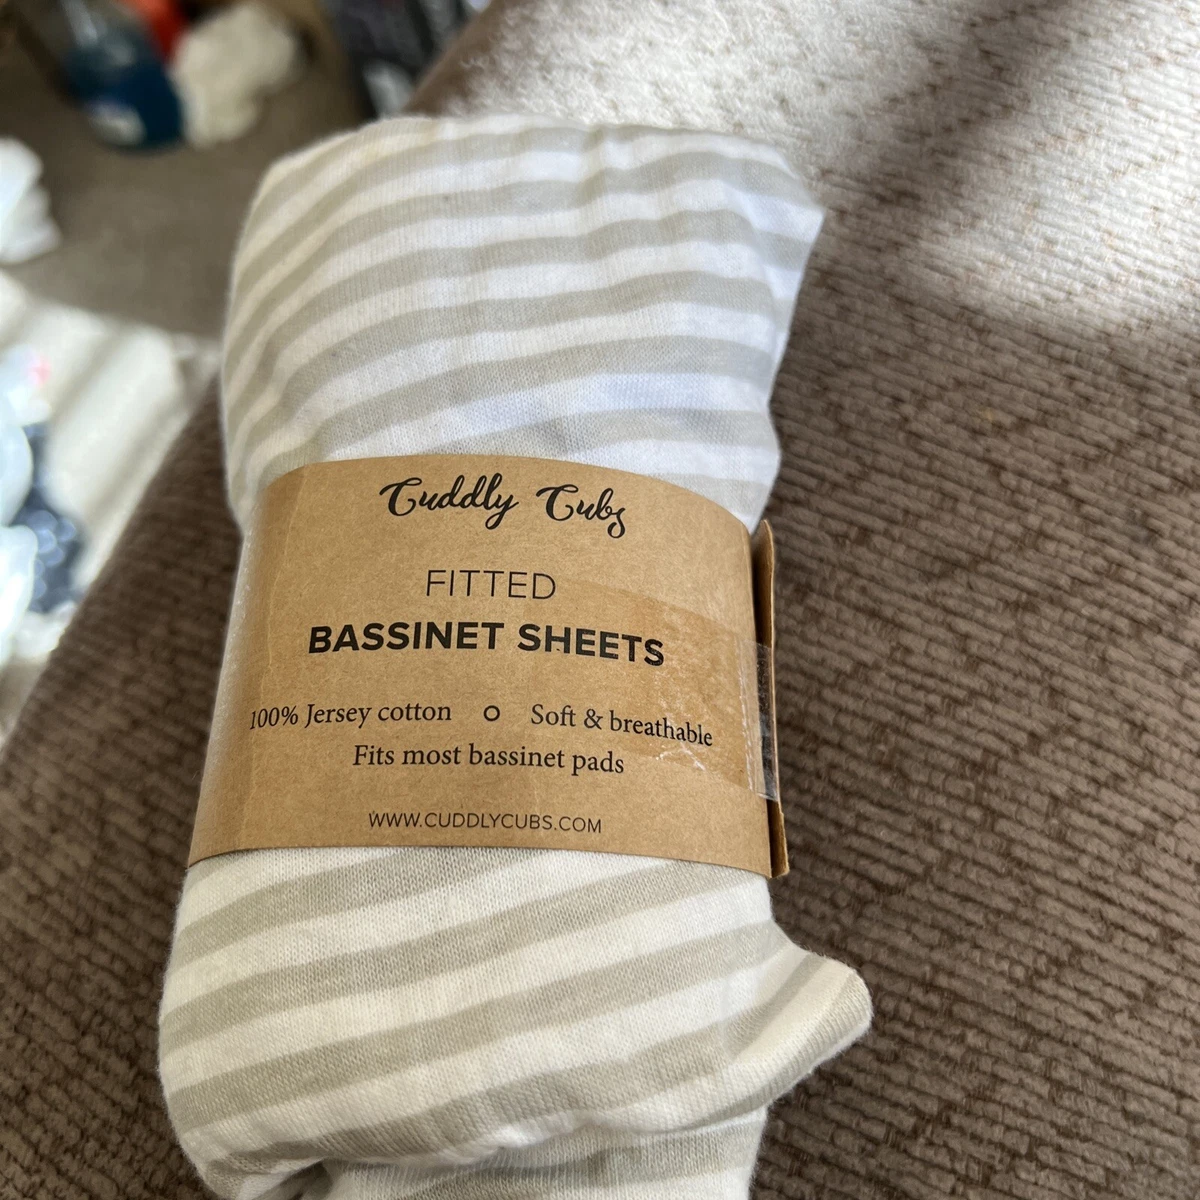 Cuddly Cubs
FITTED
BASSINET SHEETS
100% Jersey cotton o Soft & breathable
Fits most bassinet pads
WWW.CUDDLYCUBS.COM